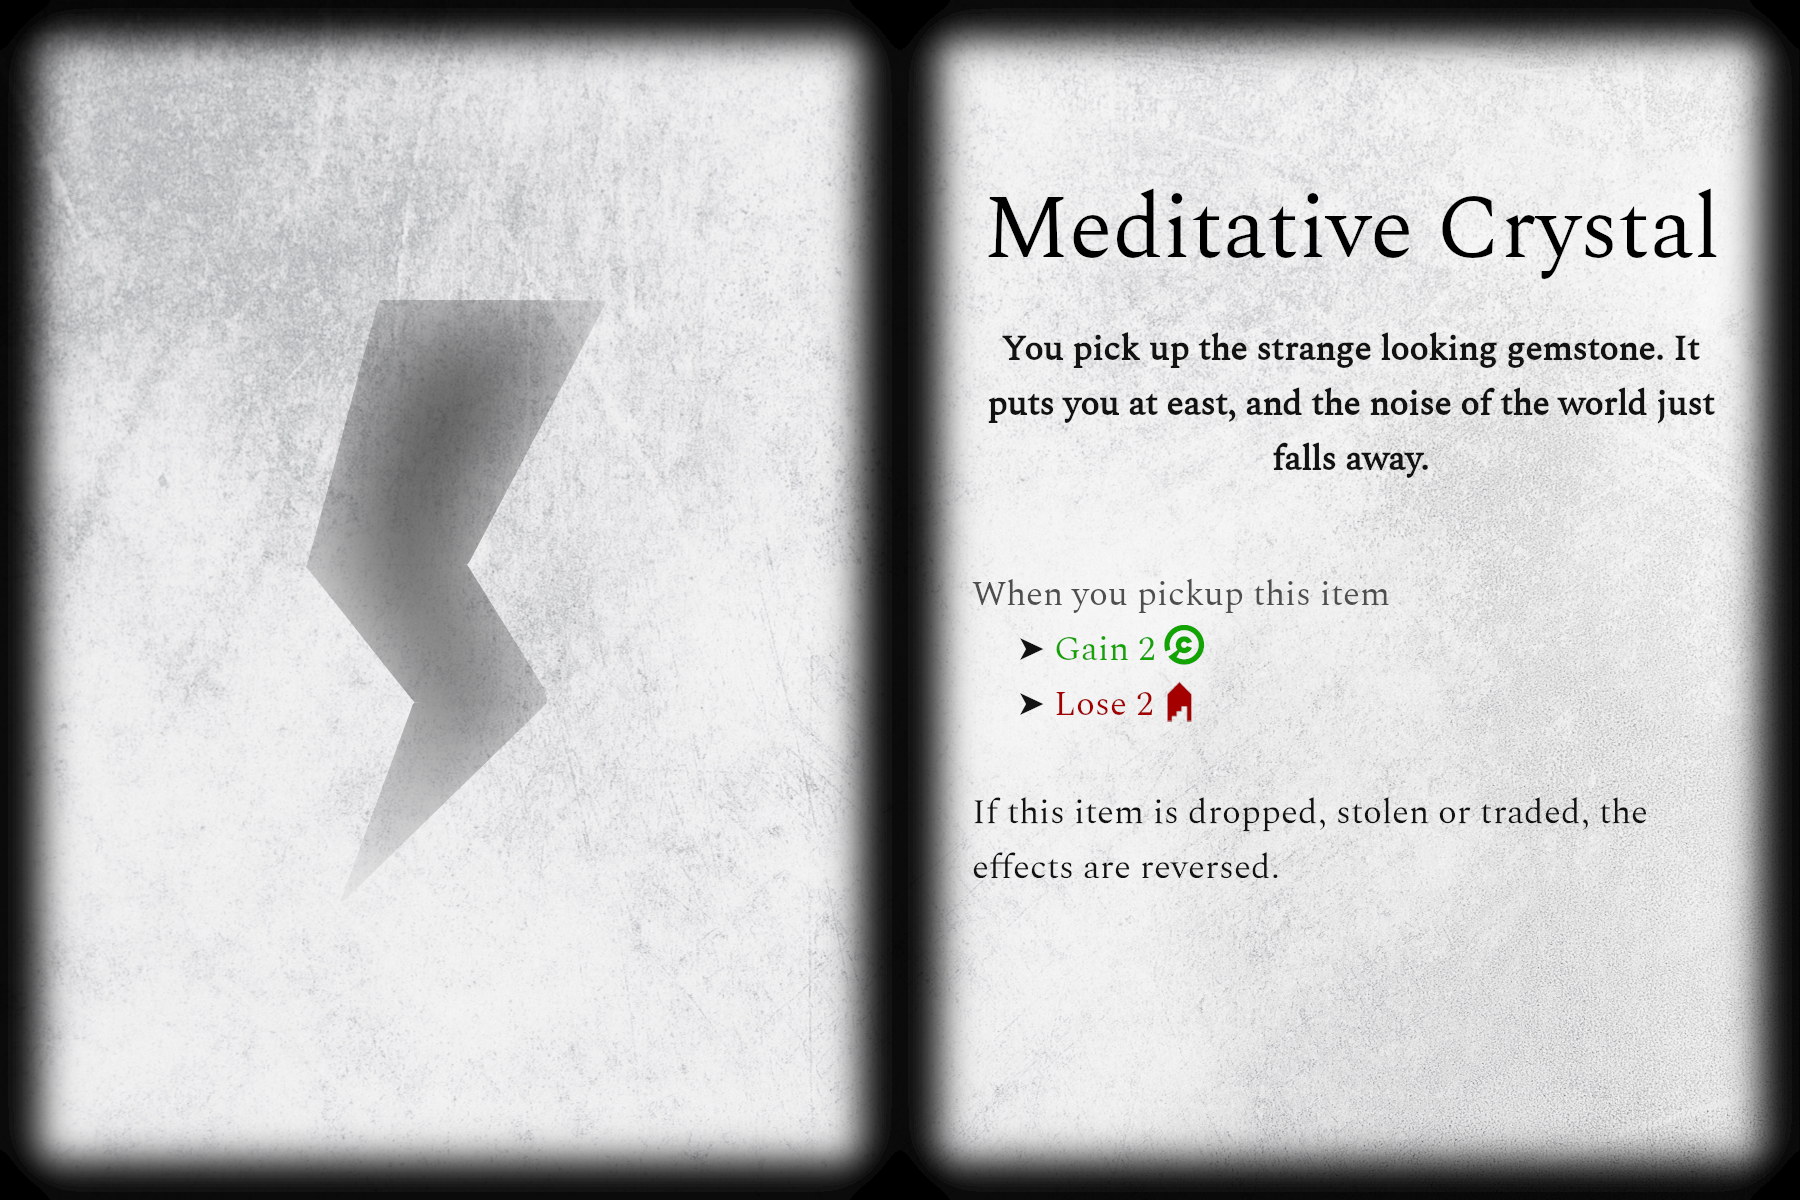 Meditative Crystal
You pick up the strange looking gemstone. It
puts you at east, and the noise of the world just
falls away.
When you pickup this item
➤ Gain 2
➤ Lose 2
If this item is dropped, stolen or traded, the
effects are reversed.